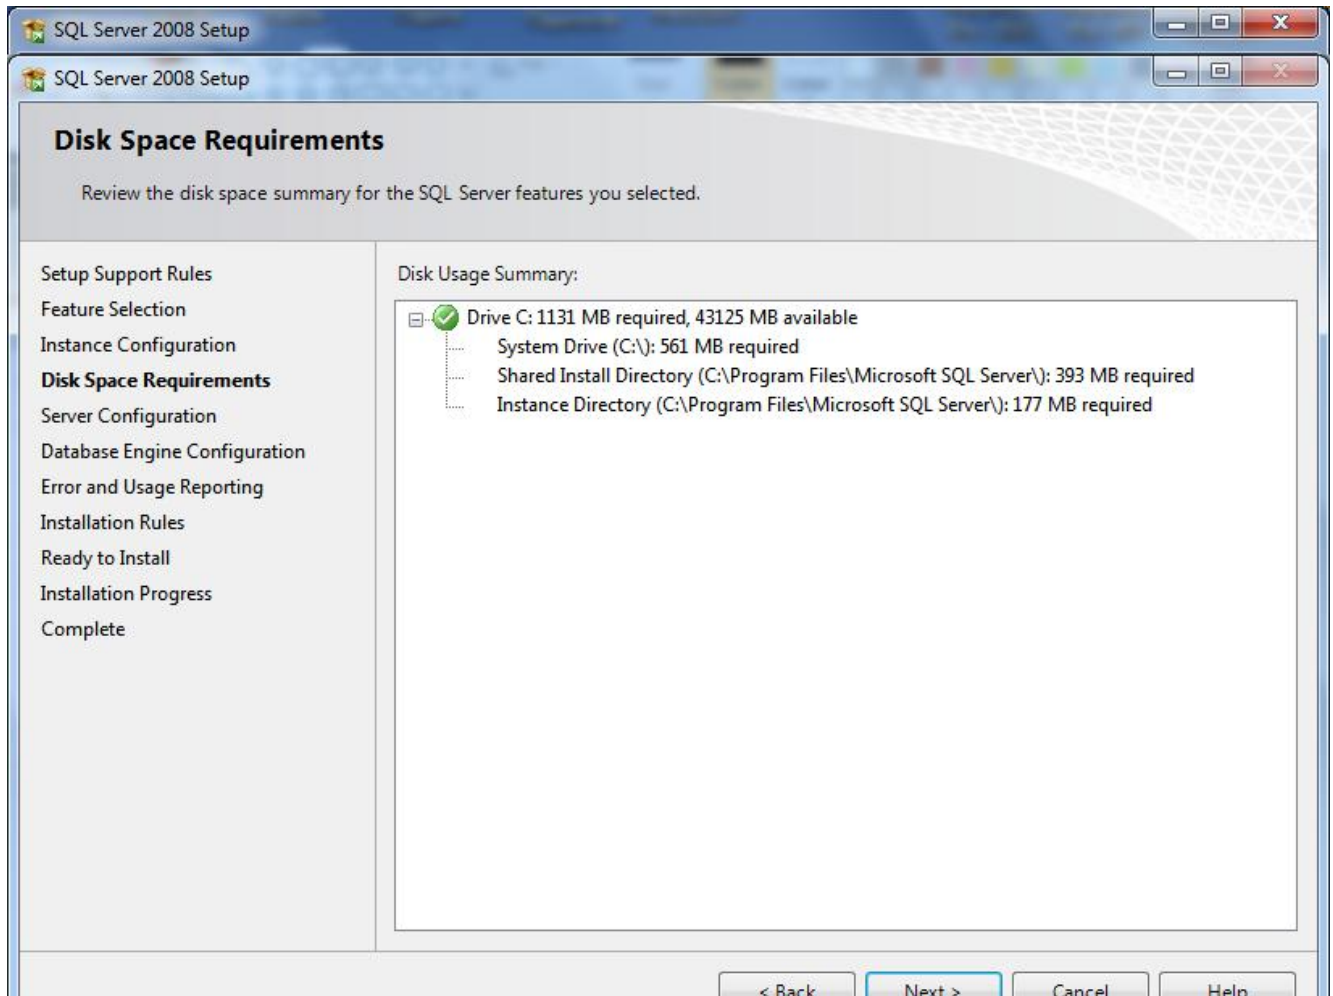 SQL Server 2008 Setup
SQL Server 2008 Setup
Disk Space Requirements
Review the disk space summary for the SQL Server features you selected.
Setup Support Rules
Feature Selection
Instance Configuration
Disk Space Requirements
Server Configuration
Database Engine Configuration
Error and Usage Reporting
Installation Rules
Ready to Install
Installation Progress
Complete
Disk Usage Summary:
Drive C: 1131 MB required, 43125 MB available
System Drive (C:\): 561 MB required
Shared Install Directory (C:\Program Files\Microsoft SQL Server\): 393 MB required
Instance Directory (C:\Program Files\Microsoft SQL Server\): 177 MB required
< Back
Next >
Cancel
Help